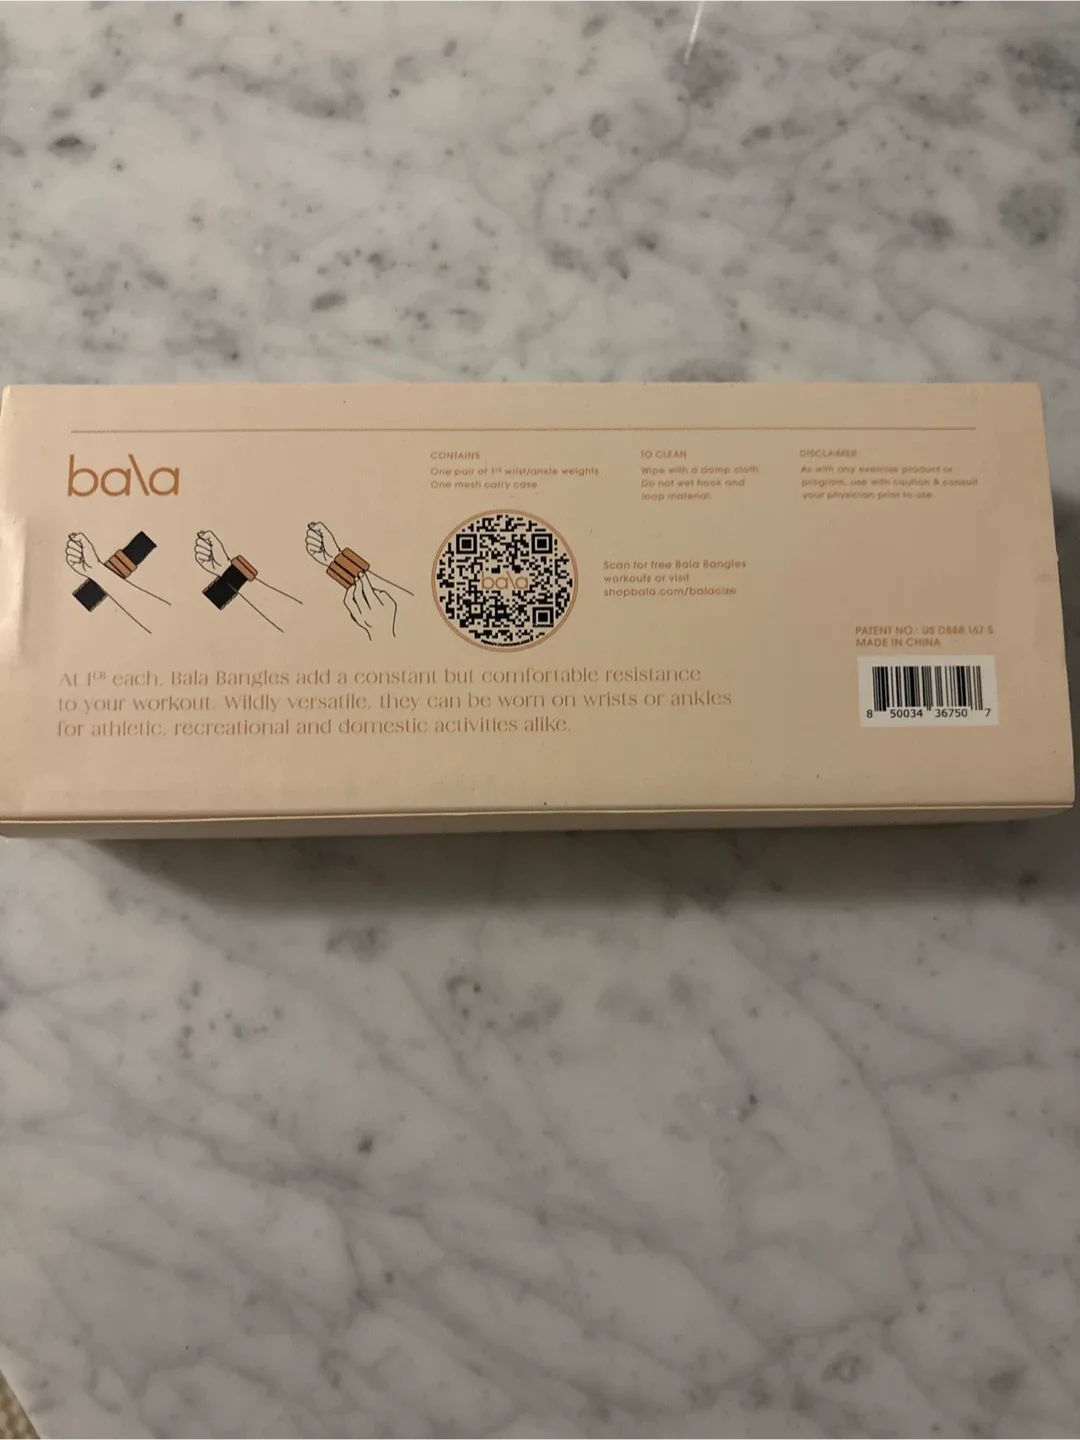 bala
CONTAINS
One pair of 1ˡᵇ wrist/ankle weights
One mesh carry case
TO CLEAN
Wipe with a damp cloth.
Do not wet hook and
loop material.
DISCLAIMER
As with any exercise product or
program, use with caution & consult
your physician prior to use.
bala
Scan for free Bala Bangles
workouts or visit
shopbala.com/balacize
At 1ᴸᴮ each, Bala Bangles add a constant but comfortable resistance
to your workout. Wildly versatile, they can be worn on wrists or ankles
for athletic, recreational and domestic activities alike.
PATENT NO.: US D888,167 S
MADE IN CHINA
8 50034 36750 7